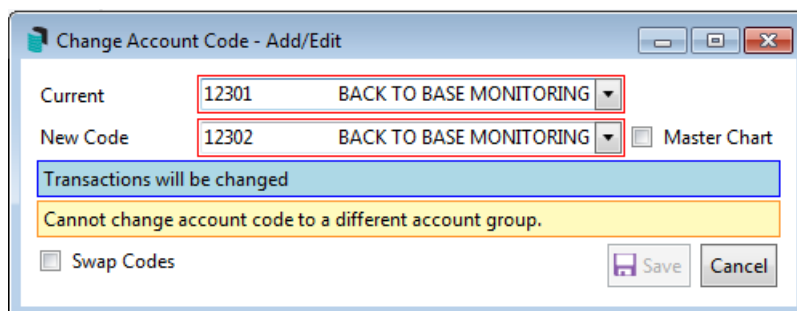 Change Account Code - Add/Edit
Current 12301 BACK TO BASE MONITORING
New Code 12302 BACK TO BASE MONITORING Master Chart
Transactions will be changed
Cannot change account code to a different account group.
Swap Codes Save Cancel